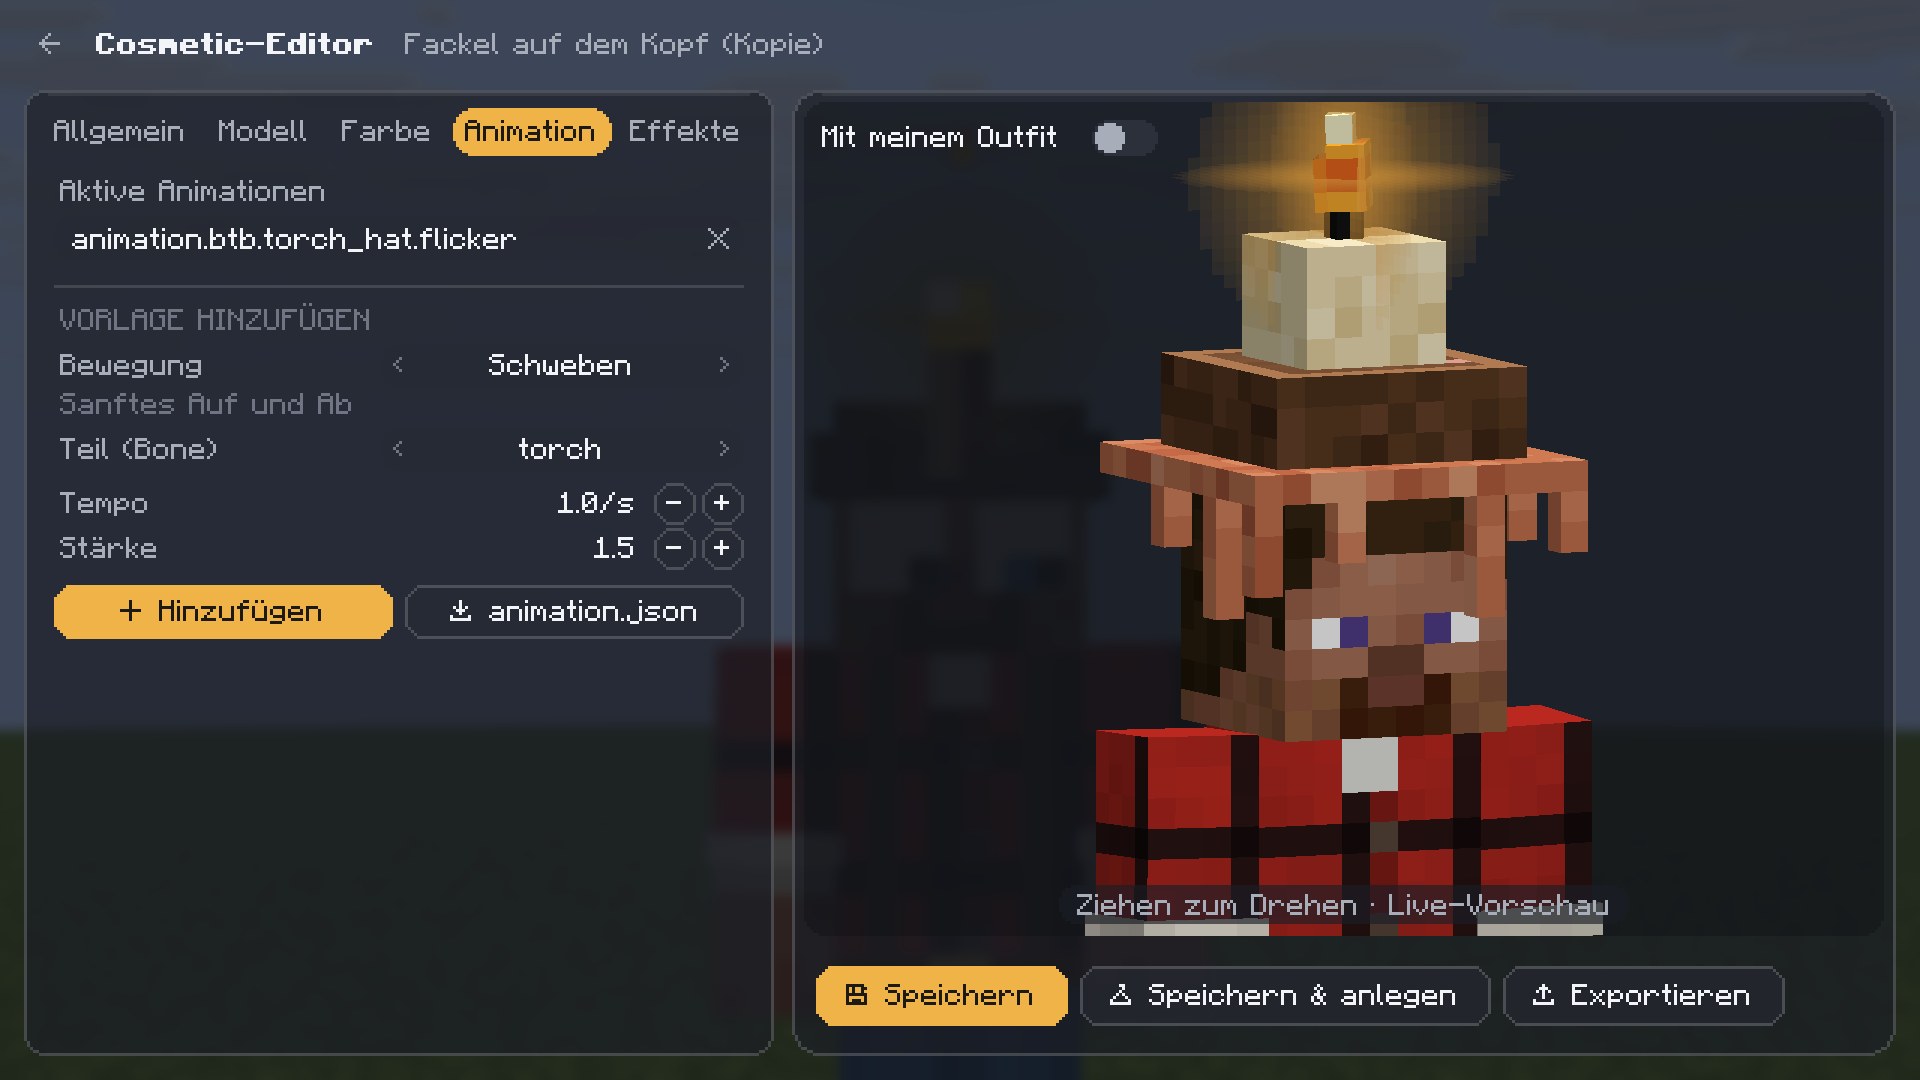 Cosmetic-Editor Fackel auf dem Kopf (Kopie)
Allgemein Modell Farbe Animation Effekte
Aktive Animationen
animation.btb.torch_hat.flicker
VORLAGE HINZUFÜGEN
Bewegung Schweben
Sanftes Auf und Ab
Teil (Bone) torch
Tempo 1.0/s
Stärke 1.5
Hinzufügen animation.json
Mit meinem Outfit
Ziehen zum Drehen · Live-Vorschau
Speichern Speichern & anlegen Exportieren